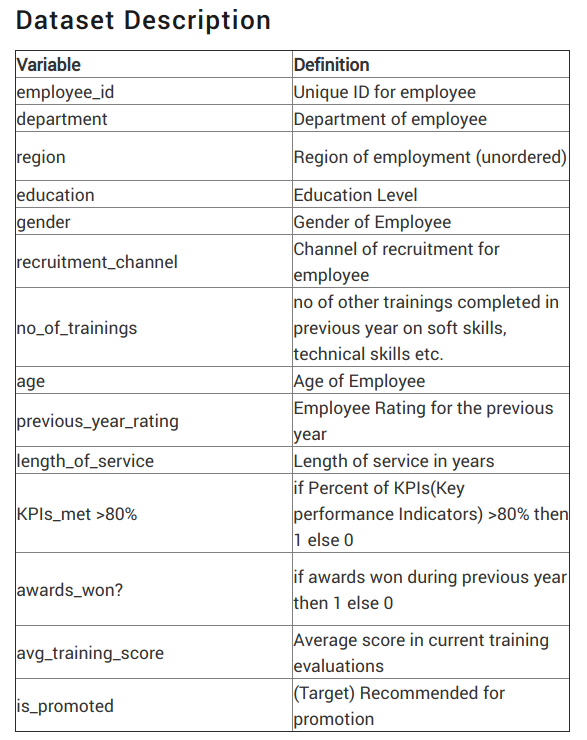 Dataset Description
Variable Definition
employee_id Unique ID for employee
department Department of employee
region Region of employment (unordered)
education Education Level
gender Gender of Employee
recruitment_channel Channel of recruitment for
employee
no_of_trainings no of other trainings completed in
previous year on soft skills,
technical skills etc.
age Age of Employee
previous_year_rating Employee Rating for the previous
year
length_of_service Length of service in years
KPIs_met >80% if Percent of KPIs(Key
performance Indicators) >80% then
1 else 0
awards_won? if awards won during previous year
then 1 else 0
avg_training_score Average score in current training
evaluations
is_promoted (Target) Recommended for
promotion